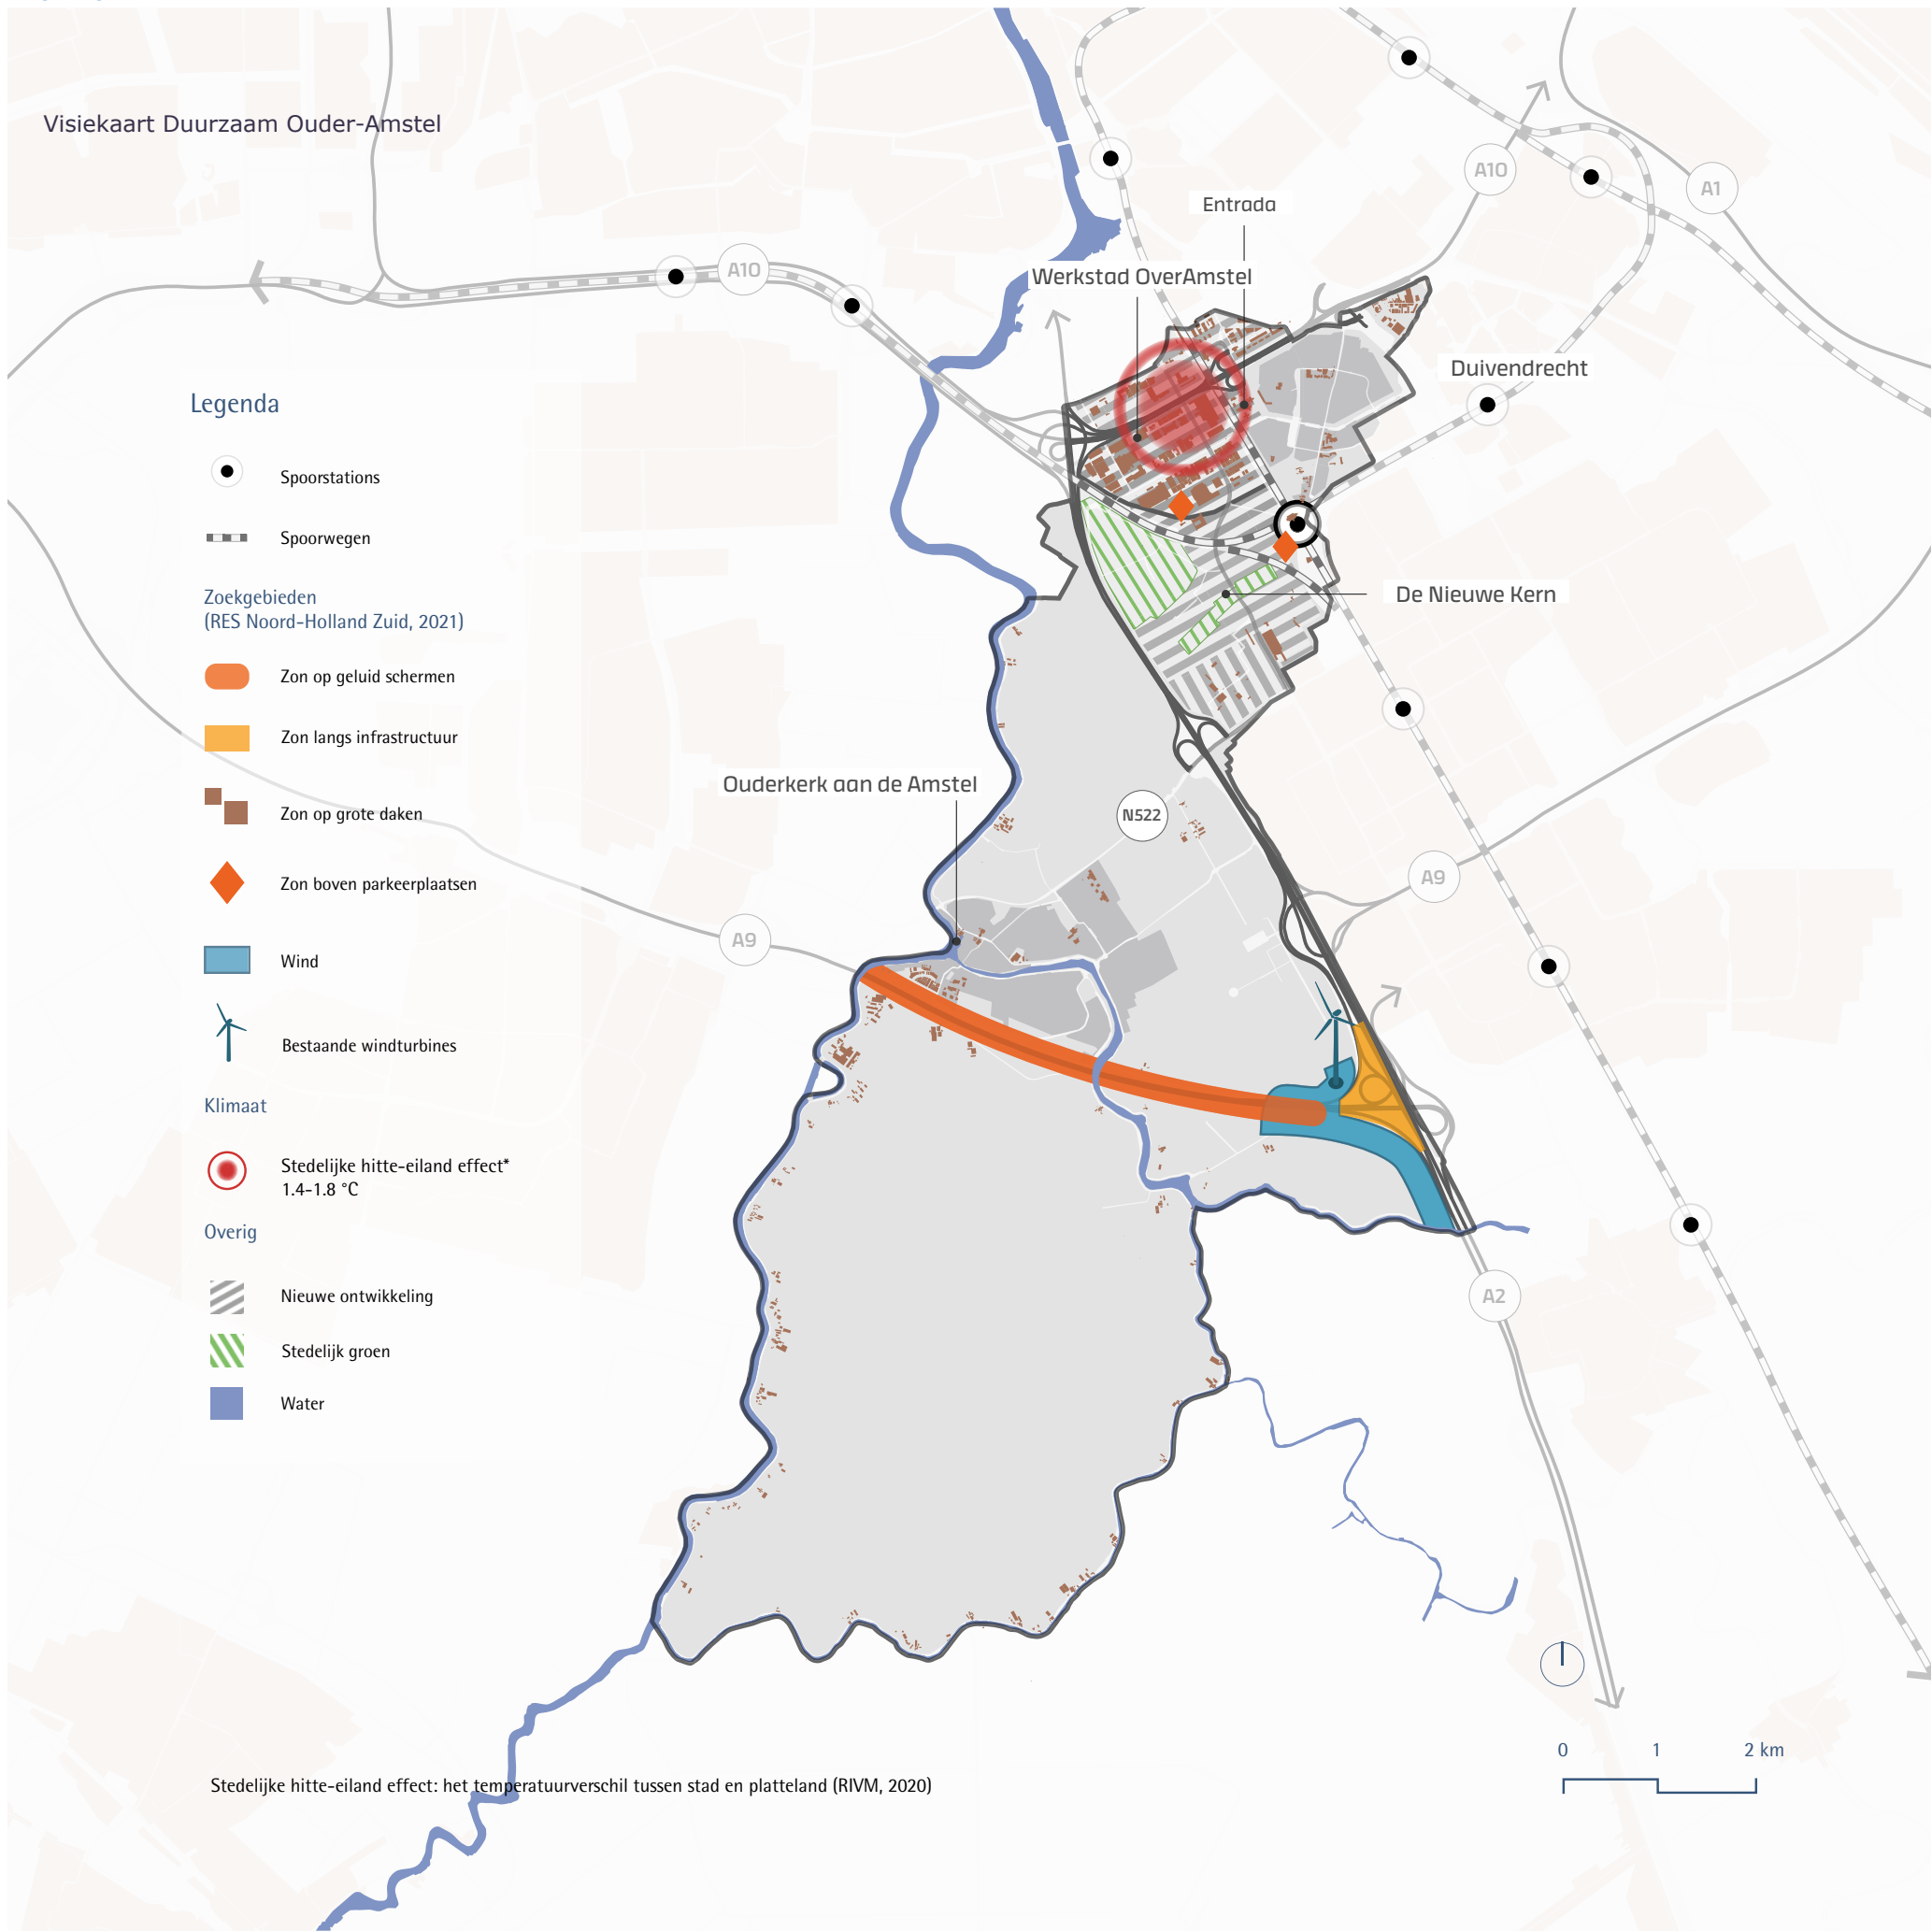 Visiekaart Duurzaam Ouder-Amstel
A10
A1
Entrada
A10
Werkstad OverAmstel
Duivendrecht
De Nieuwe Kern
Ouderkerk aan de Amstel
N522
A9
A9
A2
Legenda
Spoorstations
Spoorwegen
Zoekgebieden
(RES Noord-Holland Zuid, 2021)
Zon op geluid schermen
Zon langs infrastructuur
Zon op grote daken
Zon boven parkeerplaatsen
Wind
Bestaande windturbines
Klimaat
Stedelijke hitte-eiland effect*
1.4-1.8 °C
Overig
Nieuwe ontwikkeling
Stedelijk groen
Water
0 1 2 km
Stedelijke hitte-eiland effect: het temperatuurverschil tussen stad en platteland (RIVM, 2020)